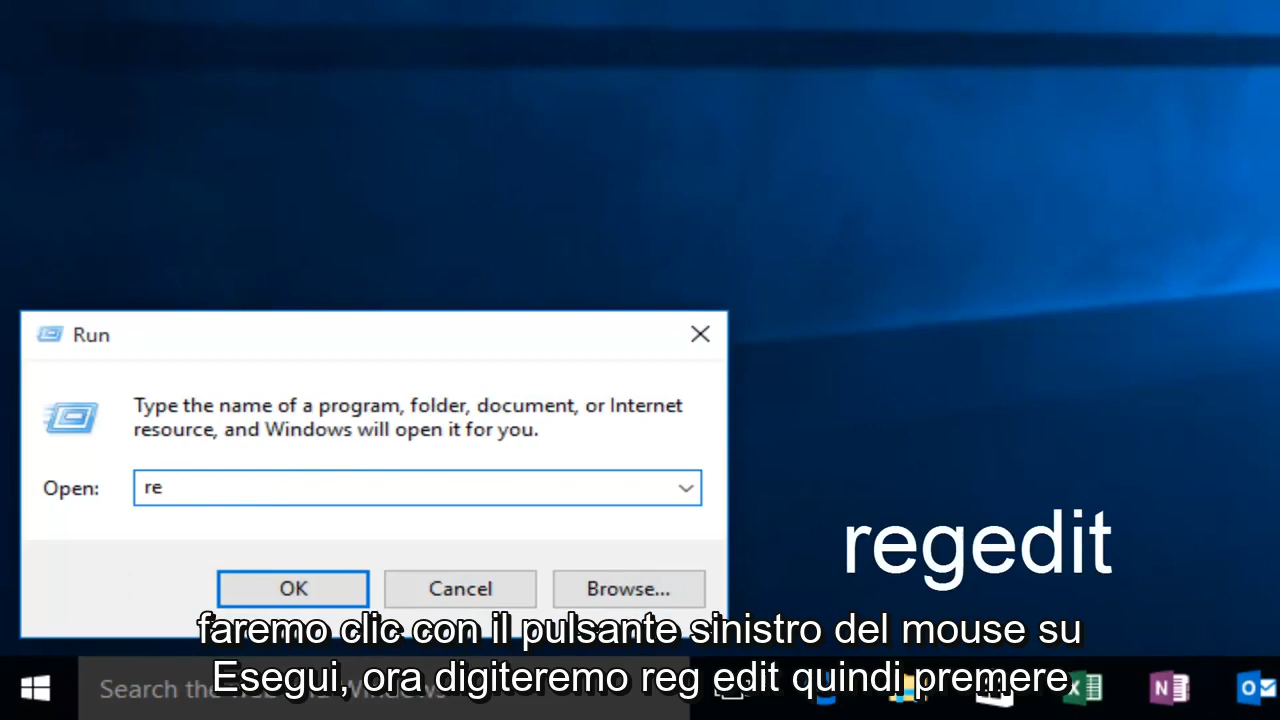 Run
Type the name of a program, folder, document, or Internet
resource, and Windows will open it for you.
Open: re
regedit
OK Cancel Browse...
faremo clic con il pulsante sinistro del mouse su
Esegui, ora digiteremo reg edit quindi premere
Search the